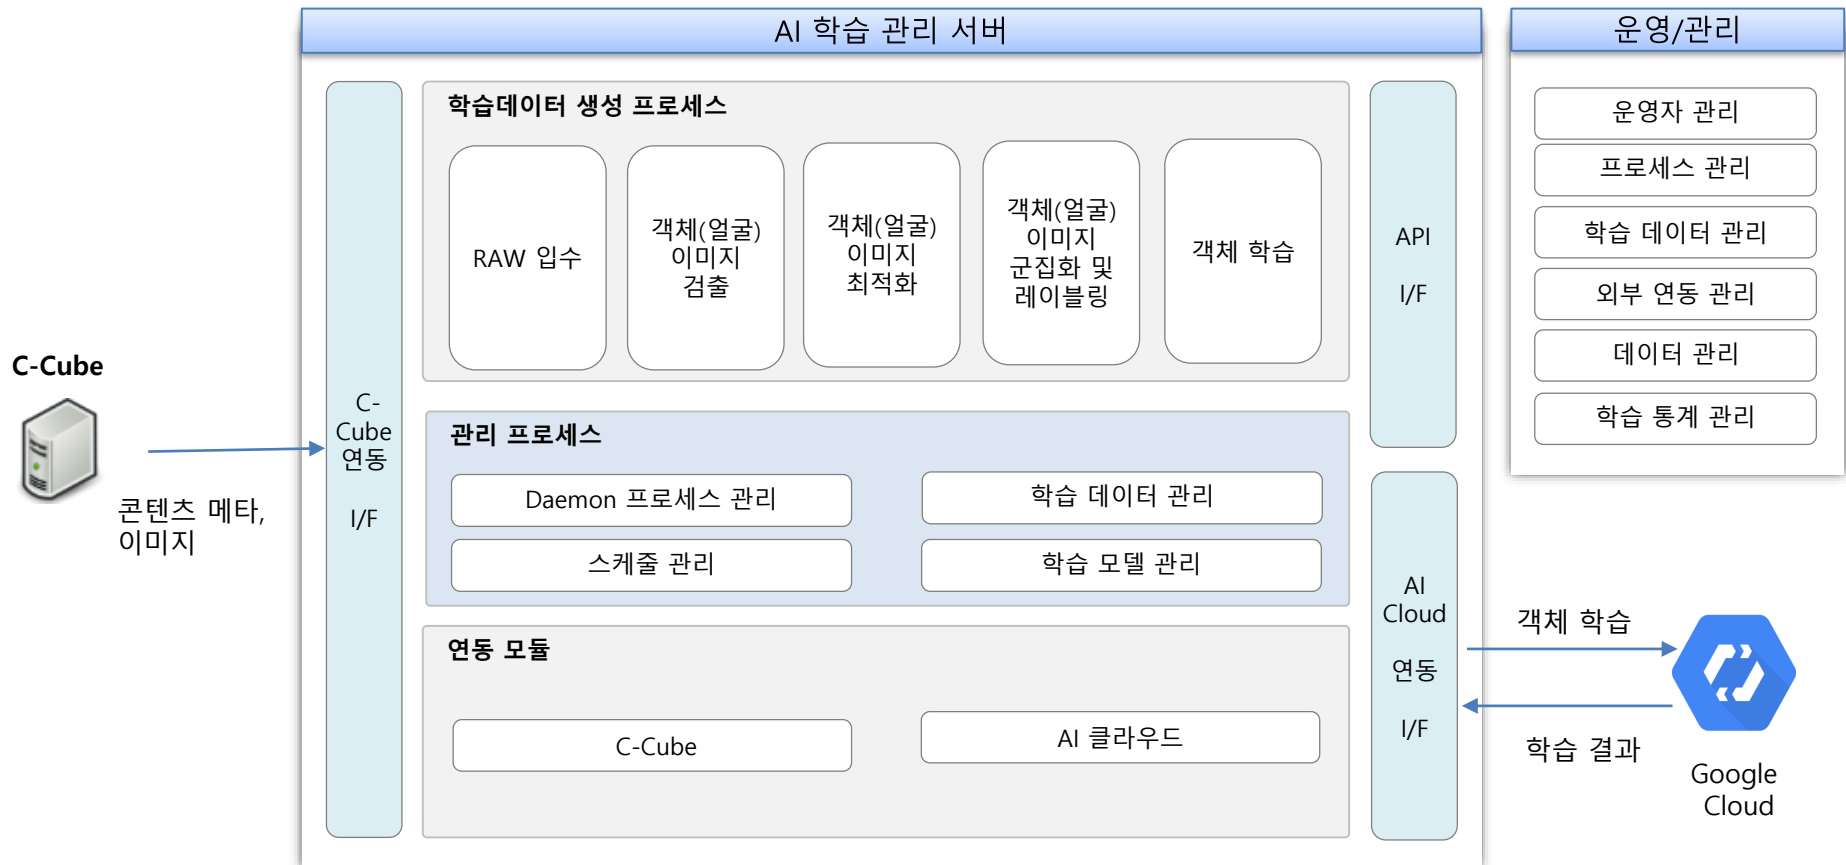 AI 학습 관리 서버
운영/관리
학습데이터 생성 프로세스
RAW 입수
객체(얼굴)
이미지
검출
객체(얼굴)
이미지
최적화
객체(얼굴)
이미지
군집화 및
레이블링
객체 학습
API
I/F
운영자 관리
프로세스 관리
학습 데이터 관리
외부 연동 관리
데이터 관리
학습 통계 관리
C-Cube
콘텐츠 메타,
이미지
C-
Cube
연동
I/F
관리 프로세스
Daemon 프로세스 관리
학습 데이터 관리
스케줄 관리
학습 모델 관리
연동 모듈
C-Cube
AI 클라우드
AI
Cloud
연동
I/F
객체 학습
학습 결과
Google
Cloud